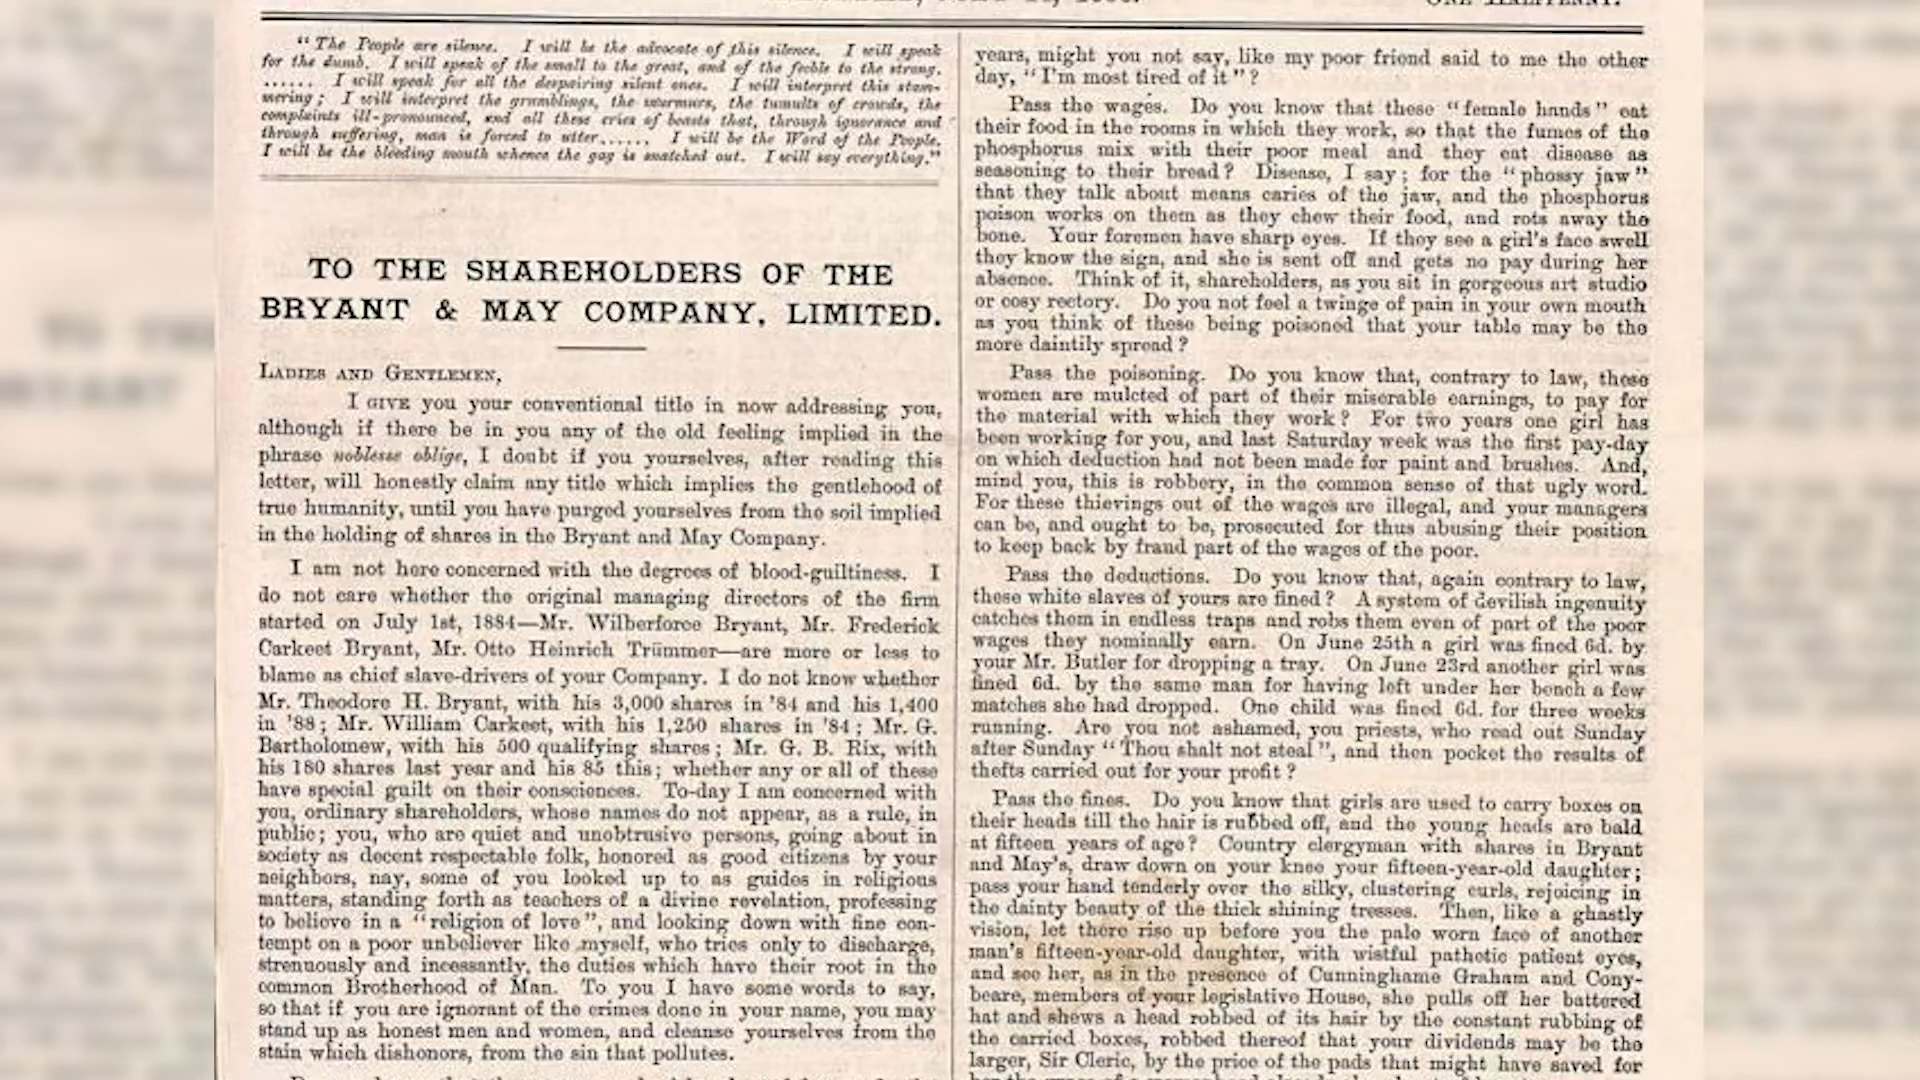 ONE HALFPENNY.
"The People are silence. I will be the advocate of this silence. I will speak
for the dumb. I will speak of the small to the great, and of the feeble to the strong.
...... I will speak for all the despairing silent ones. I will interpret this stam-
mering; I will interpret the grumblings, the murmurs, the tumults of crowds, the
complaints ill-pronounced, and all these cries of beasts that, through ignorance and
through suffering, man is forced to utter...... I will be the Word of the People.
I will be the bleeding mouth whence the gag is snatched out. I will say everything."
TO THE SHAREHOLDERS OF THE
BRYANT & MAY COMPANY, LIMITED.
LADIES AND GENTLEMEN,
I GIVE you your conventional title in now addressing you,
although if there be in you any of the old feeling implied in the
phrase noblesse oblige, I doubt if you yourselves, after reading this
letter, will honestly claim any title which implies the gentlehood of
true humanity, until you have purged yourselves from the soil implied
in the holding of shares in the Bryant and May Company.
I am not here concerned with the degrees of blood-guiltiness. I
do not care whether the original managing directors of the firm
started on July 1st, 1884—Mr. Wilberforce Bryant, Mr. Frederick
Carkeet Bryant, Mr. Otto Heinrich Trümmer—are more or less to
blame as chief slave-drivers of your Company. I do not know whether
Mr. Theodore H. Bryant, with his 3,000 shares in '84 and his 1,400
in '88; Mr. William Carkeet, with his 1,250 shares in '84; Mr. G.
Bartholomew, with his 500 qualifying shares; Mr. G. B. Rix, with
his 180 shares last year and his 85 this; whether any or all of these
have special guilt on their consciences. To-day I am concerned with
you, ordinary shareholders, whose names do not appear, as a rule, in
public; you, who are quiet and unobtrusive persons, going about in
society as decent respectable folk, honored as good citizens by your
neighbors, nay, some of you looked up to as guides in religious
matters, standing forth as teachers of a divine revelation, professing
to believe in a "religion of love", and looking down with fine con-
tempt on a poor unbeliever like myself, who tries only to discharge,
strenuously and incessantly, the duties which have their root in the
common Brotherhood of Man. To you I have some words to say,
so that if you are ignorant of the crimes done in your name, you may
stand up as honest men and women, and cleanse yourselves from the
stain which dishonors, from the sin that pollutes.
years, might you not say, like my poor friend said to me the other
day, "I'm most tired of it"?
Pass the wages. Do you know that these "female hands" eat
their food in the rooms in which they work, so that the fumes of the
phosphorus mix with their poor meal and they eat disease as
seasoning to their bread? Disease, I say; for the "phossy jaw"
that they talk about means caries of the jaw, and the phosphorus
poison works on them as they chew their food, and rots away the
bone. Your foremen have sharp eyes. If they see a girl's face swell
they know the sign, and she is sent off and gets no pay during her
absence. Think of it, shareholders, as you sit in gorgeous art studio
or cosy rectory. Do you not feel a twinge of pain in your own mouth
as you think of these being poisoned that your table may be the
more daintily spread?
Pass the poisoning. Do you know that, contrary to law, these
women are mulcted of part of their miserable earnings, to pay for
the material with which they work? For two years one girl has
been working for you, and last Saturday week was the first pay-day
on which deduction had not been made for paint and brushes. And,
mind you, this is robbery, in the common sense of that ugly word.
For these thievings out of the wages are illegal, and your managers
can be, and ought to be, prosecuted for thus abusing their position
to keep back by fraud part of the wages of the poor.
Pass the deductions. Do you know that, again contrary to law,
these white slaves of yours are fined? A system of devilish ingenuity
catches them in endless traps and robs them even of part of the poor
wages they nominally earn. On June 25th a girl was fined 6d. by
your Mr. Butler for dropping a tray. On June 23rd another girl was
fined 6d. by the same man for having left under her bench a few
matches she had dropped. One child was fined 6d. for three weeks
running. Are you not ashamed, you priests, who read out Sunday
after Sunday "Thou shalt not steal", and then pocket the results of
thefts carried out for your profit?
Pass the fines. Do you know that girls are used to carry boxes on
their heads till the hair is rubbed off, and the young heads are bald
at fifteen years of age? Country clergyman with shares in Bryant
and May's, draw down on your knee your fifteen-year-old daughter;
pass your hand tenderly over the silky, clustering curls, rejoicing in
the dainty beauty of the thick shining tresses. Then, like a ghastly
vision, let there rise up before you the pale worn face of another
man's fifteen-year-old daughter, with wistful pathetic patient eyes,
and see her, as in the presence of Cunninghame Graham and Cony-
beare, members of your legislative House, she pulls off her battered
hat and shews a head robbed of its hair by the constant rubbing of
the carried boxes, robbed thereof that your dividends may be the
larger, Sir Cleric, by the price of the pads that might have saved for